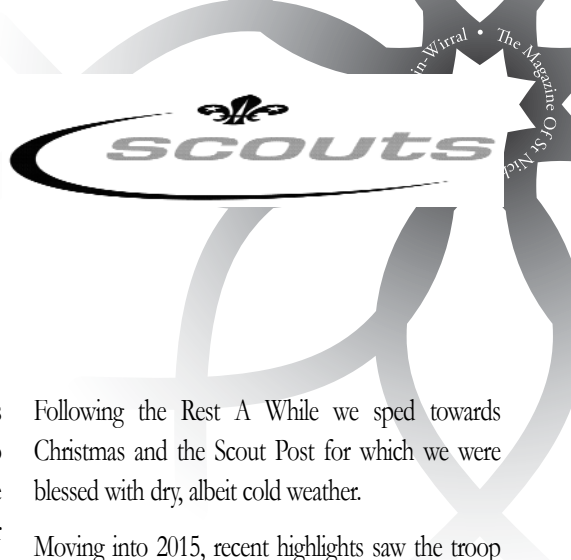 in-Wirral • The Magazine Of St Nich
scouts
Following the Rest A While we sped towards
Christmas and the Scout Post for which we were
blessed with dry, albeit cold weather.
Moving into 2015, recent highlights saw the troop